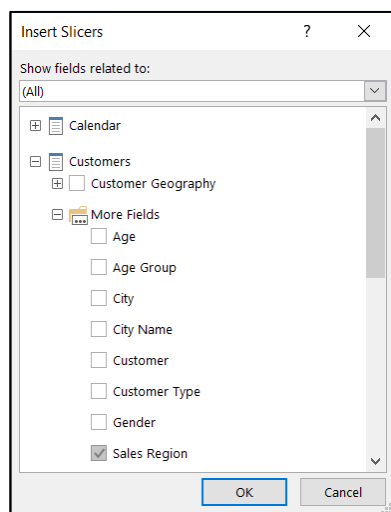 Insert Slicers
?
Show fields related to:
(All)
Calendar
Customers
Customer Geography
More Fields
Age
Age Group
City
City Name
Customer
Customer Type
Gender
Sales Region
OK Cancel